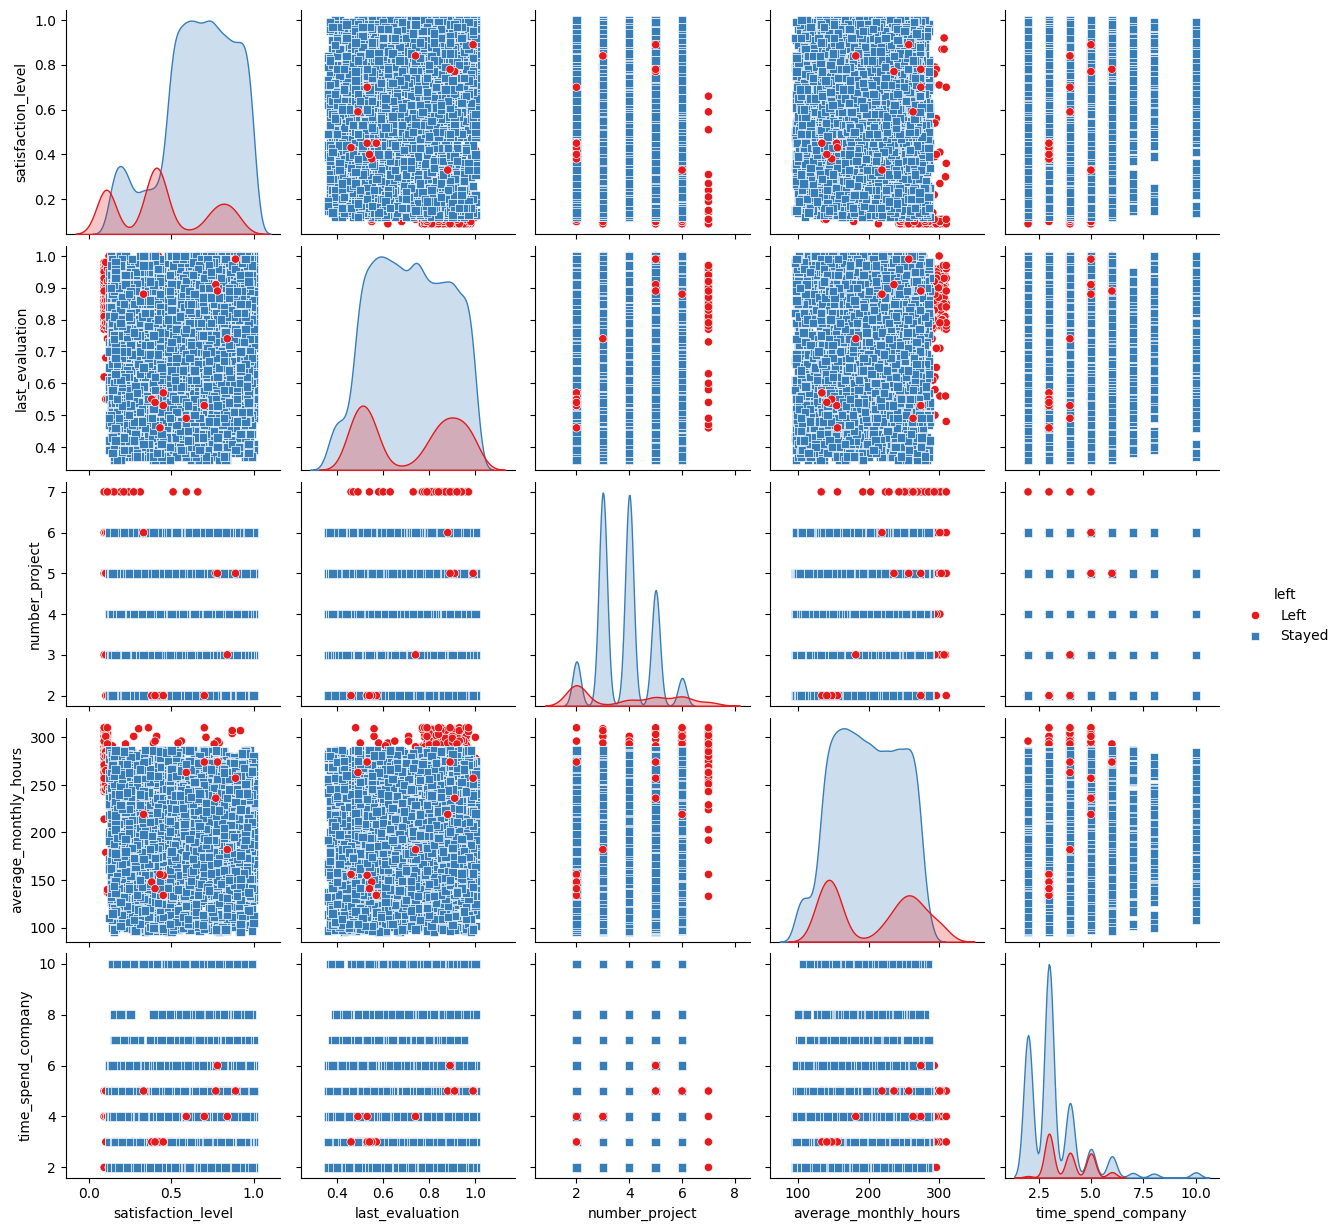 1.0
0.8
0.6
0.4
0.2
satisfaction_level
1.0
0.9
0.8
0.7
0.6
0.5
0.4
last_evaluation
7
6
5
4
3
2
number_project
left
Left
Stayed
300
250
200
150
100
average_monthly_hours
10
8
6
4
2
time_spend_company
0.0 0.5 1.0
0.4 0.6 0.8 1.0
2 4 6 8
100 200 300
2.5 5.0 7.5 10.0
satisfaction_level
last_evaluation
number_project
average_monthly_hours
time_spend_company